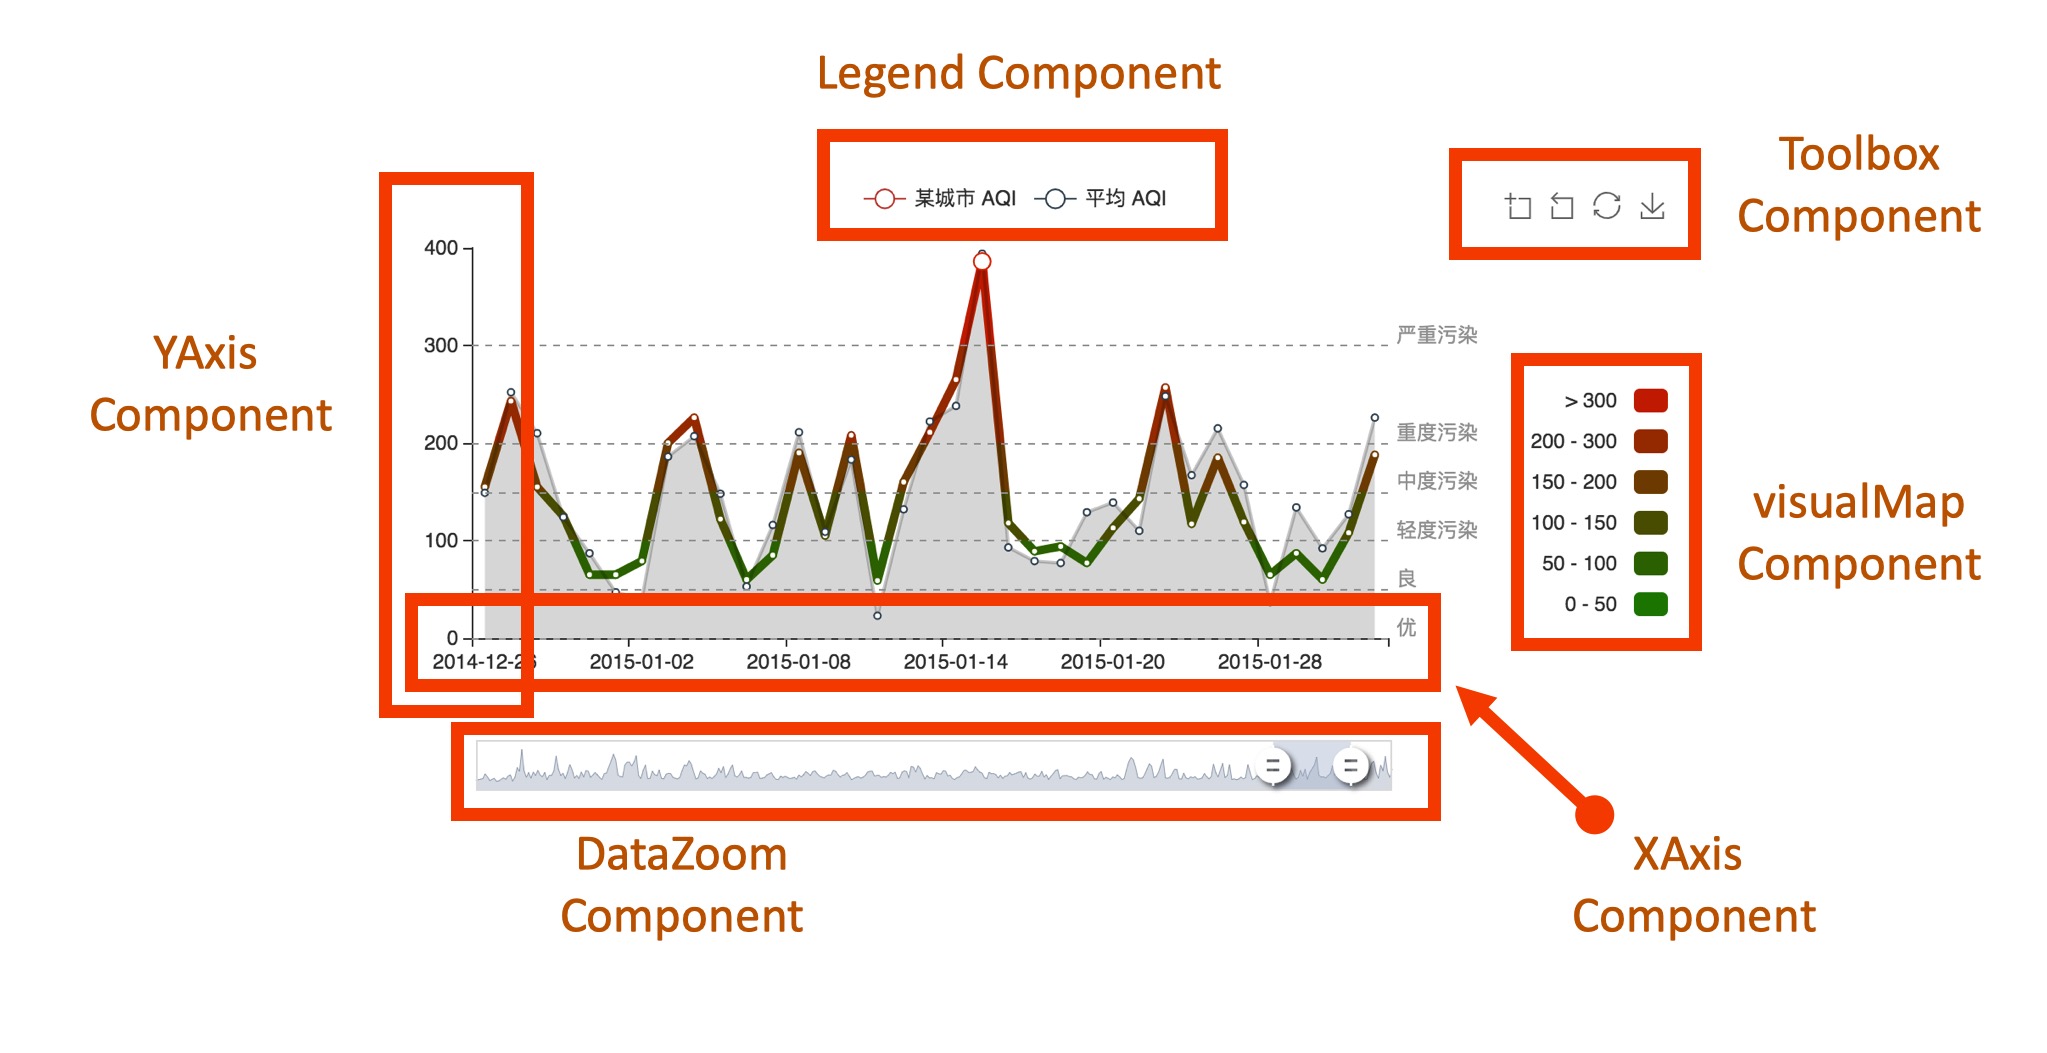 Legend Component
Toolbox
Component
某城市 AQI
平均 AQI
400
300
200
100
0
YAxis
Component
严重污染
重度污染
中度污染
轻度污染
良
优
> 300
200 - 300
150 - 200
100 - 150
50 - 100
0 - 50
visualMap
Component
2014-12-26
2015-01-02
2015-01-08
2015-01-14
2015-01-20
2015-01-28
DataZoom
Component
XAxis
Component